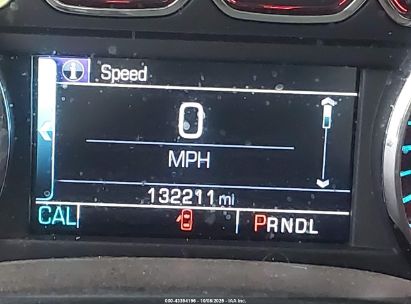 Speed
0
MPH
132211 mi
CAL
PRNDL